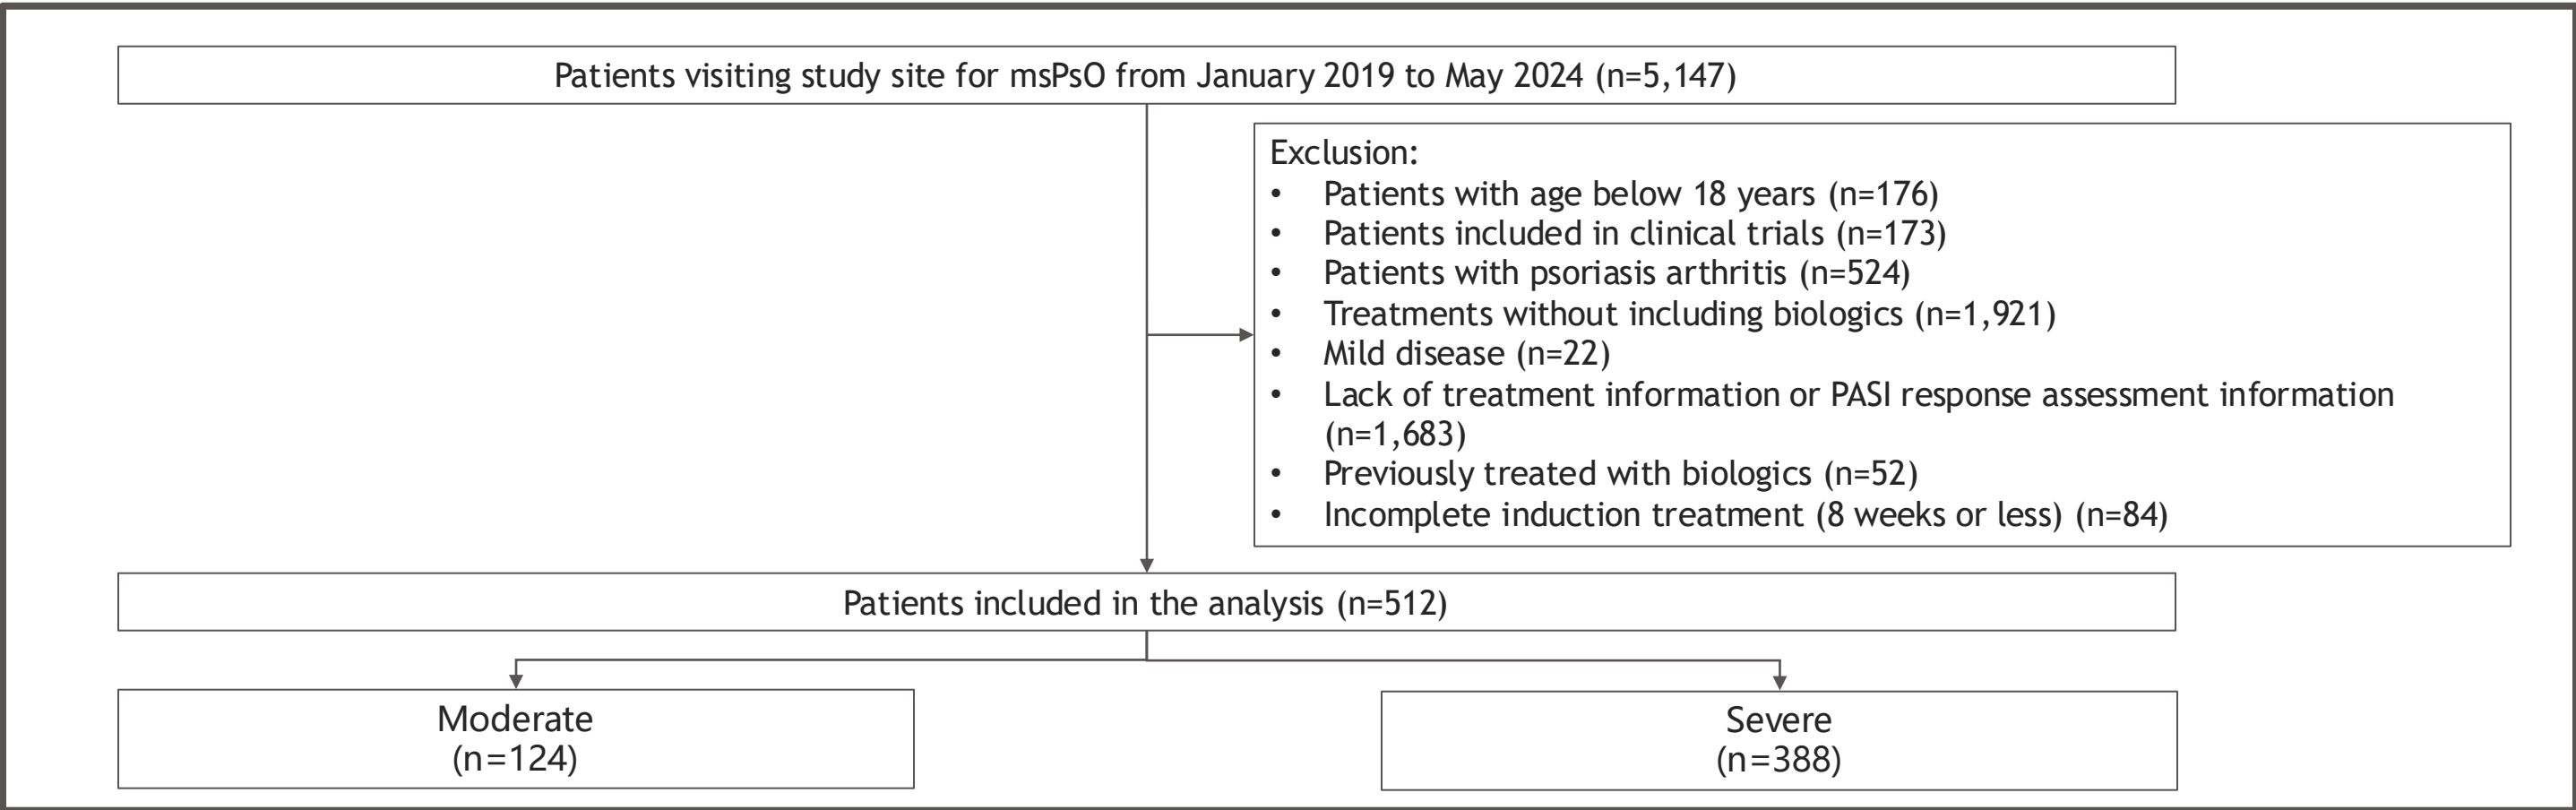 Patients visiting study site for msPsO from January 2019 to May 2024 (n=5,147)
Exclusion:
• Patients with age below 18 years (n=176)
• Patients included in clinical trials (n=173)
• Patients with psoriasis arthritis (n=524)
• Treatments without including biologics (n=1,921)
• Mild disease (n=22)
• Lack of treatment information or PASI response assessment information
(n=1,683)
• Previously treated with biologics (n=52)
• Incomplete induction treatment (8 weeks or less) (n=84)
Patients included in the analysis (n=512)
Moderate
(n=124)
Severe
(n=388)